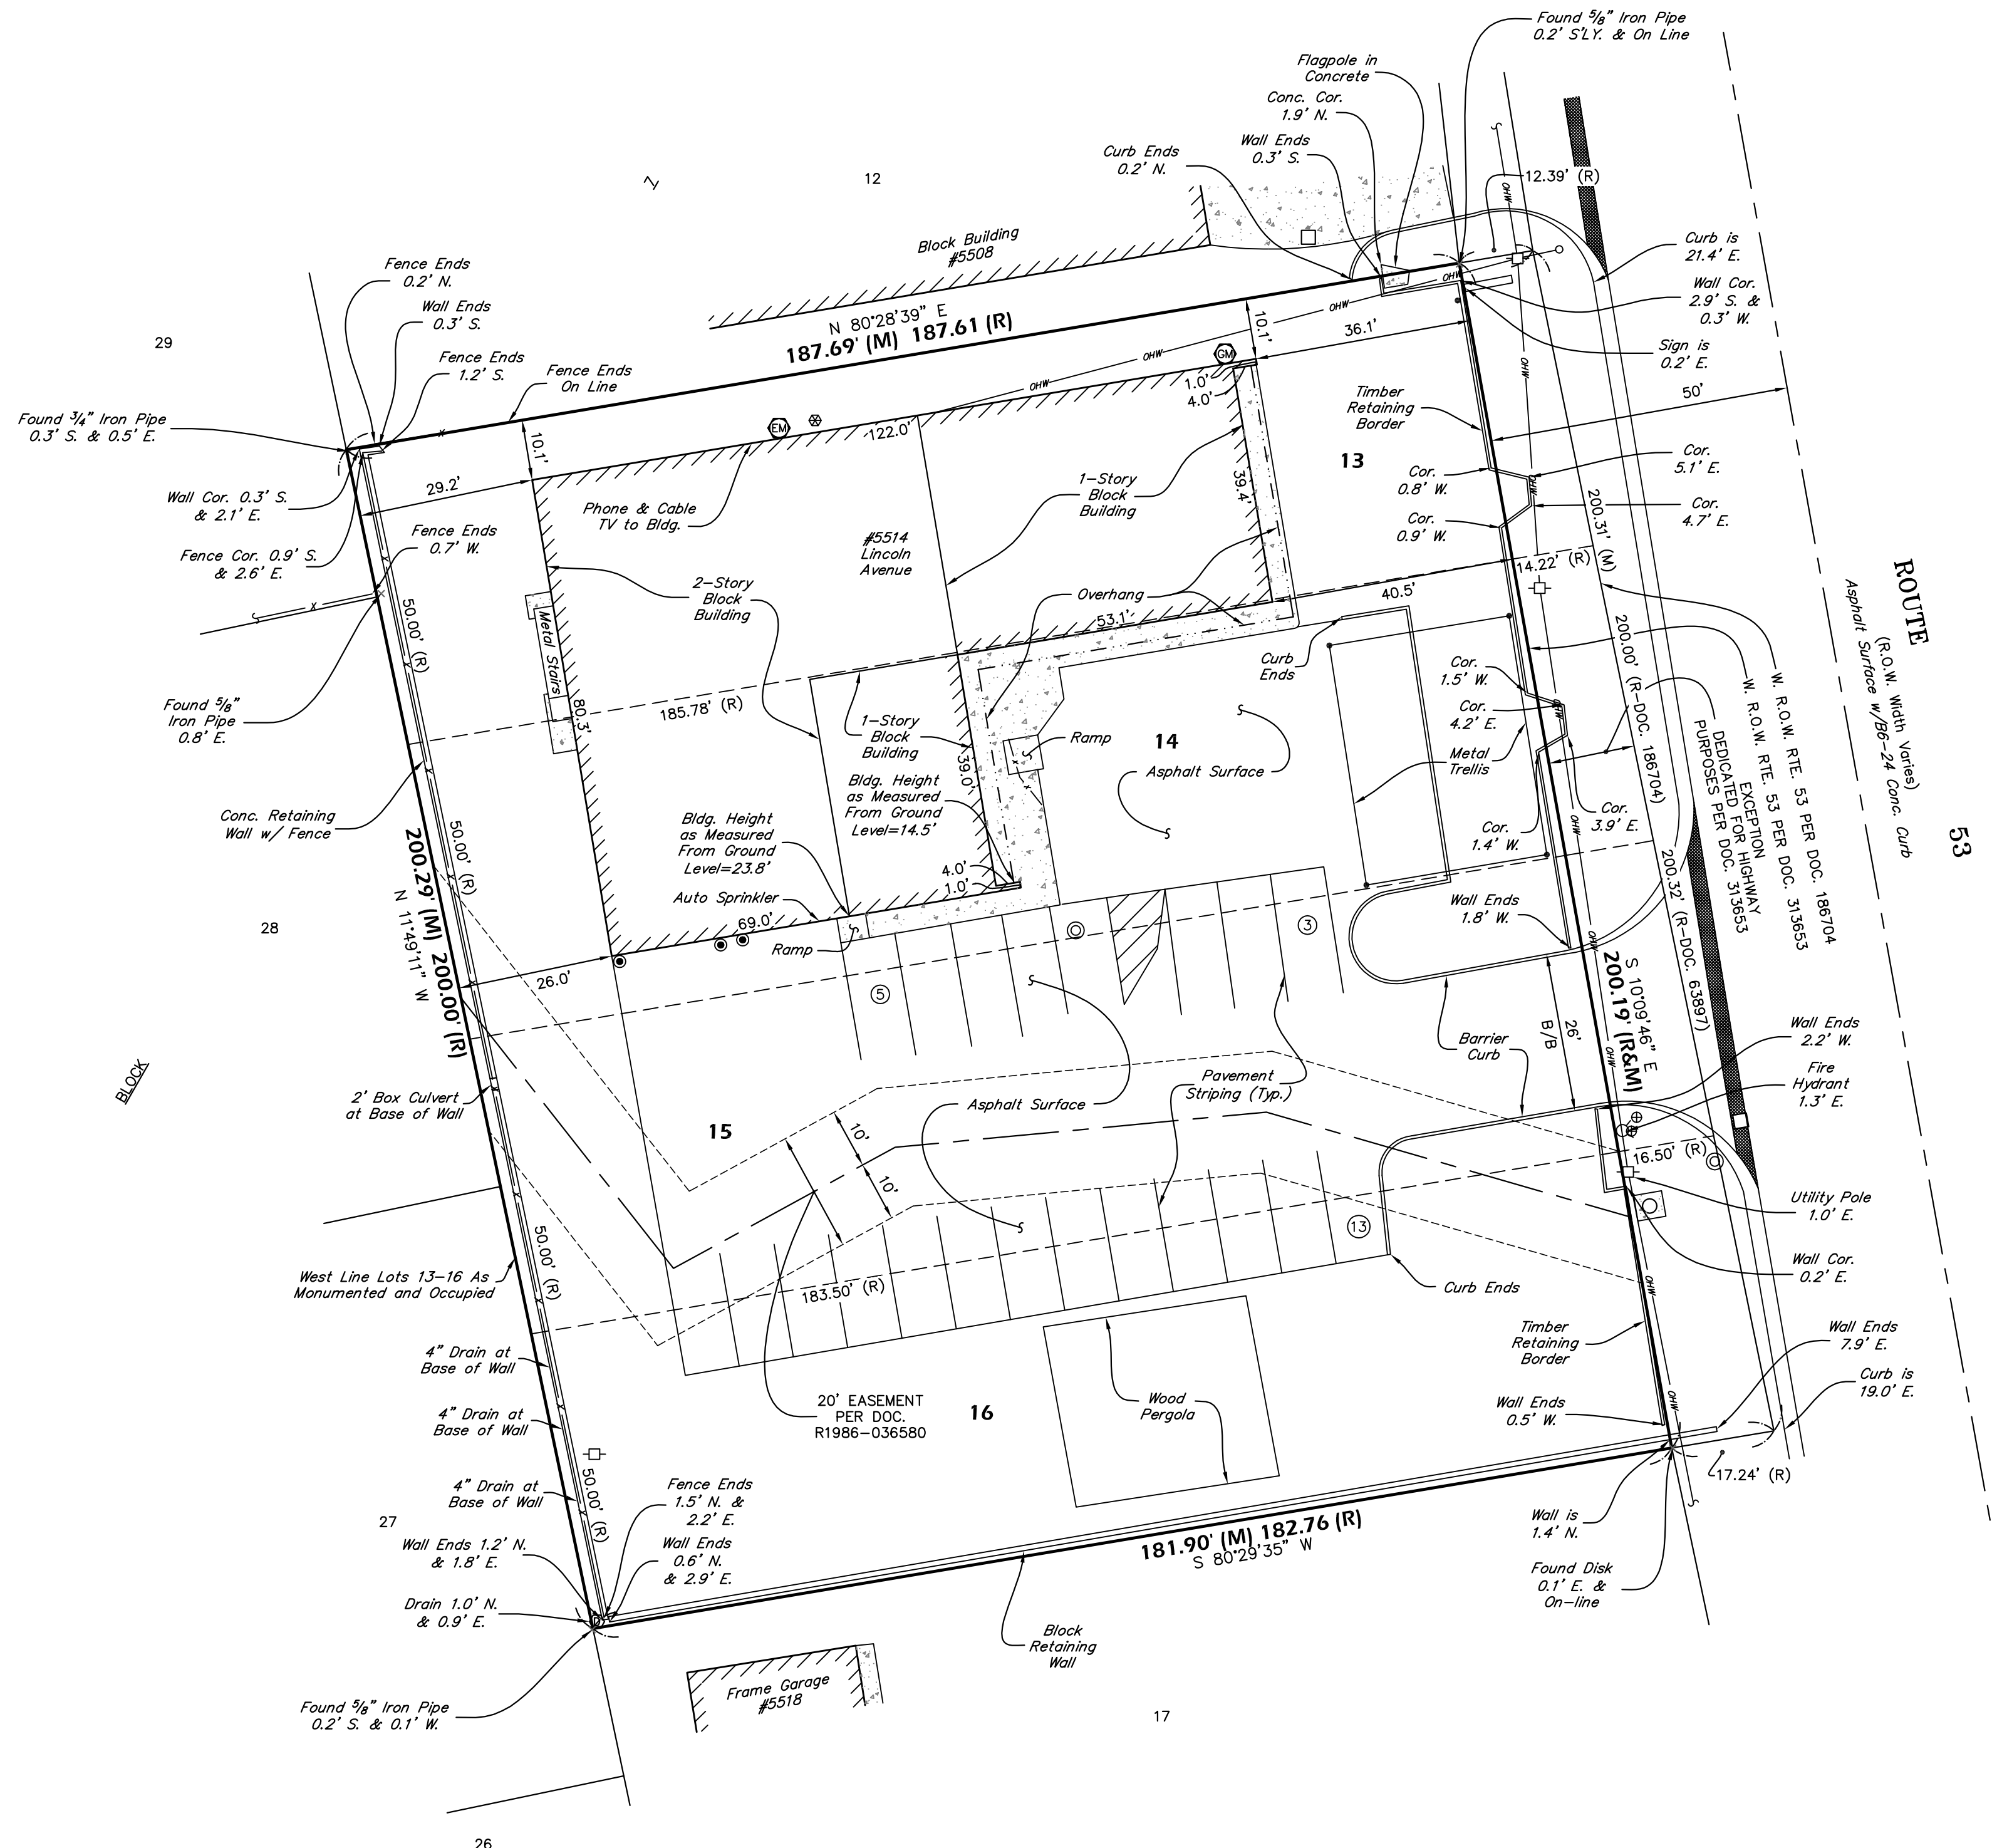 Found 5/8" Iron Pipe
0.2' S'LY. & On Line
Flagpole in
Concrete
Conc. Cor.
1.9' N.
Wall Ends
0.3' S.
Curb Ends
0.2' N.
12
12.39' (R)
OHW
Block Building
#5508
Curb is
21.4' E.
Wall Cor.
2.9' S. &
0.3' W.
Sign is
0.2' E.
50'
Fence Ends
0.2' N.
Wall Ends
0.3' S.
Fence Ends
1.2' S.
Fence Ends
On Line
29
N 80°28'39" E
187.69' (M) 187.61 (R)
OHW
OHW
OHW
OHW
OHW
10.1'
36.1'
GM
1.0'
4.0'
Found 3/4" Iron Pipe
0.3' S. & 0.5' E.
EM
122.0'
10.1'
29.2'
Timber
Retaining
Border
13
Cor.
5.1' E.
Cor.
0.8' W.
Cor.
4.7' E.
Cor.
0.9' W.
OHW
Wall Cor. 0.3' S.
& 2.1' E.
Fence Ends
0.7' W.
Fence Cor. 0.9' S.
& 2.6' E.
Phone & Cable
TV to Bldg.
1-Story
Block
Building
39.4'
#5514
Lincoln
Avenue
2-Story
Block
Building
Overhang
53.1'
40.5'
14.22' (R)
200.31' (M)
ROUTE
53
(R.O.W. Width Varies)
Asphalt Surface w/B6-24 Conc. Curb
50.00' (R)
Metal Stairs
80.3'
185.78' (R)
Found 5/8"
Iron Pipe
0.8' E.
Curb
Ends
Cor.
1.5' W.
Cor.
4.2' E.
OHW
200.00' (R-DOC. 186704)
W. R.O.W. RTE. 53 PER DOC. 186704
W. R.O.W. RTE. 53 PER DOC. 313653
EXCEPTION
DEDICATED FOR HIGHWAY
PURPOSES PER DOC. 313653
1-Story
Block
Building
39.0'
Ramp
14
Asphalt Surface
Metal
Trellis
Cor.
3.9' E.
Cor.
1.4' W.
OHW
Bldg. Height
as Measured
From Ground
Level=14.5'
Bldg. Height
as Measured
From Ground
Level=23.8'
4.0'
1.0'
Auto Sprinkler
69.0'
Ramp
Conc. Retaining
Wall w/ Fence
50.00' (R)
200.29' (M) 200.00' (R)
N 11°49'11" W
28
26.0'
5
3
Wall Ends
1.8' W.
200.32' (R-DOC. 63897)
OHW
S 10°09'46" E
200.19' (R&M)
26'
B/B
OHW
Barrier
Curb
Wall Ends
2.2' W.
Fire
Hydrant
1.3' E.
BLOCK
2' Box Culvert
at Base of Wall
Asphalt Surface
Pavement
Striping (Typ.)
15
10'
10'
16.50' (R)
Utility Pole
1.0' E.
13
Wall Cor.
0.2' E.
50.00' (R)
West Line Lots 13-16 As
Monumented and Occupied
183.50' (R)
Curb Ends
OHW
Timber
Retaining
Border
Wall Ends
7.9' E.
Curb is
19.0' E.
4" Drain at
Base of Wall
4" Drain at
Base of Wall
4" Drain at
Base of Wall
20' EASEMENT
PER DOC.
R1986-036580
16
Wood
Pergola
Wall Ends
0.5' W.
OHW
17.24' (R)
50.00' (R)
Fence Ends
1.5' N. &
2.2' E.
27
Wall Ends 1.2' N.
& 1.8' E.
Wall Ends
0.6' N.
& 2.9' E.
181.90' (M) 182.76 (R)
S 80°29'35" W
Wall is
1.4' N.
Found Disk
0.1' E. &
On-line
Drain 1.0' N.
& 0.9' E.
D
Block
Retaining
Wall
Found 5/8" Iron Pipe
0.2' S. & 0.1' W.
Frame Garage
#5518
17
26